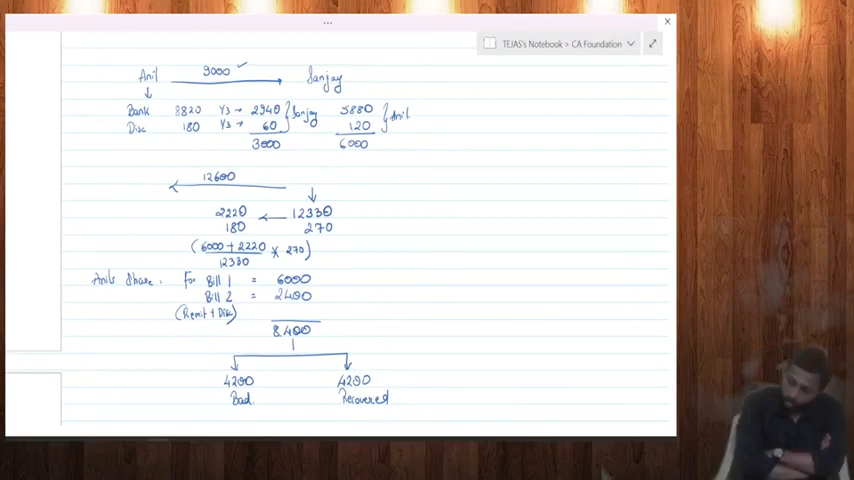 TEJAS's Notebook > CA Foundation
Anil 9000 ✓ → Sanjay
Bank 8820 1/3 → 2940 } Sanjay 5880 } Anil
Disc 180 1/3 → 60 120
3000 6000
12600
2220 ← 12330
180 270
(6000 + 2220 / 12330 * 270)
Anils Share. For Bill 1 = 6000
Bill 2 = 2400
(Remit + Disc)
8400
4200 4200
Bad. Recovered